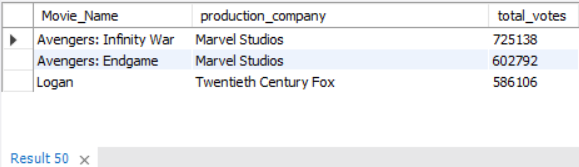 Movie_Name production_company total_votes
Avengers: Infinity War Marvel Studios 725138
Avengers: Endgame Marvel Studios 602792
Logan Twentieth Century Fox 586106
Result 50 ×